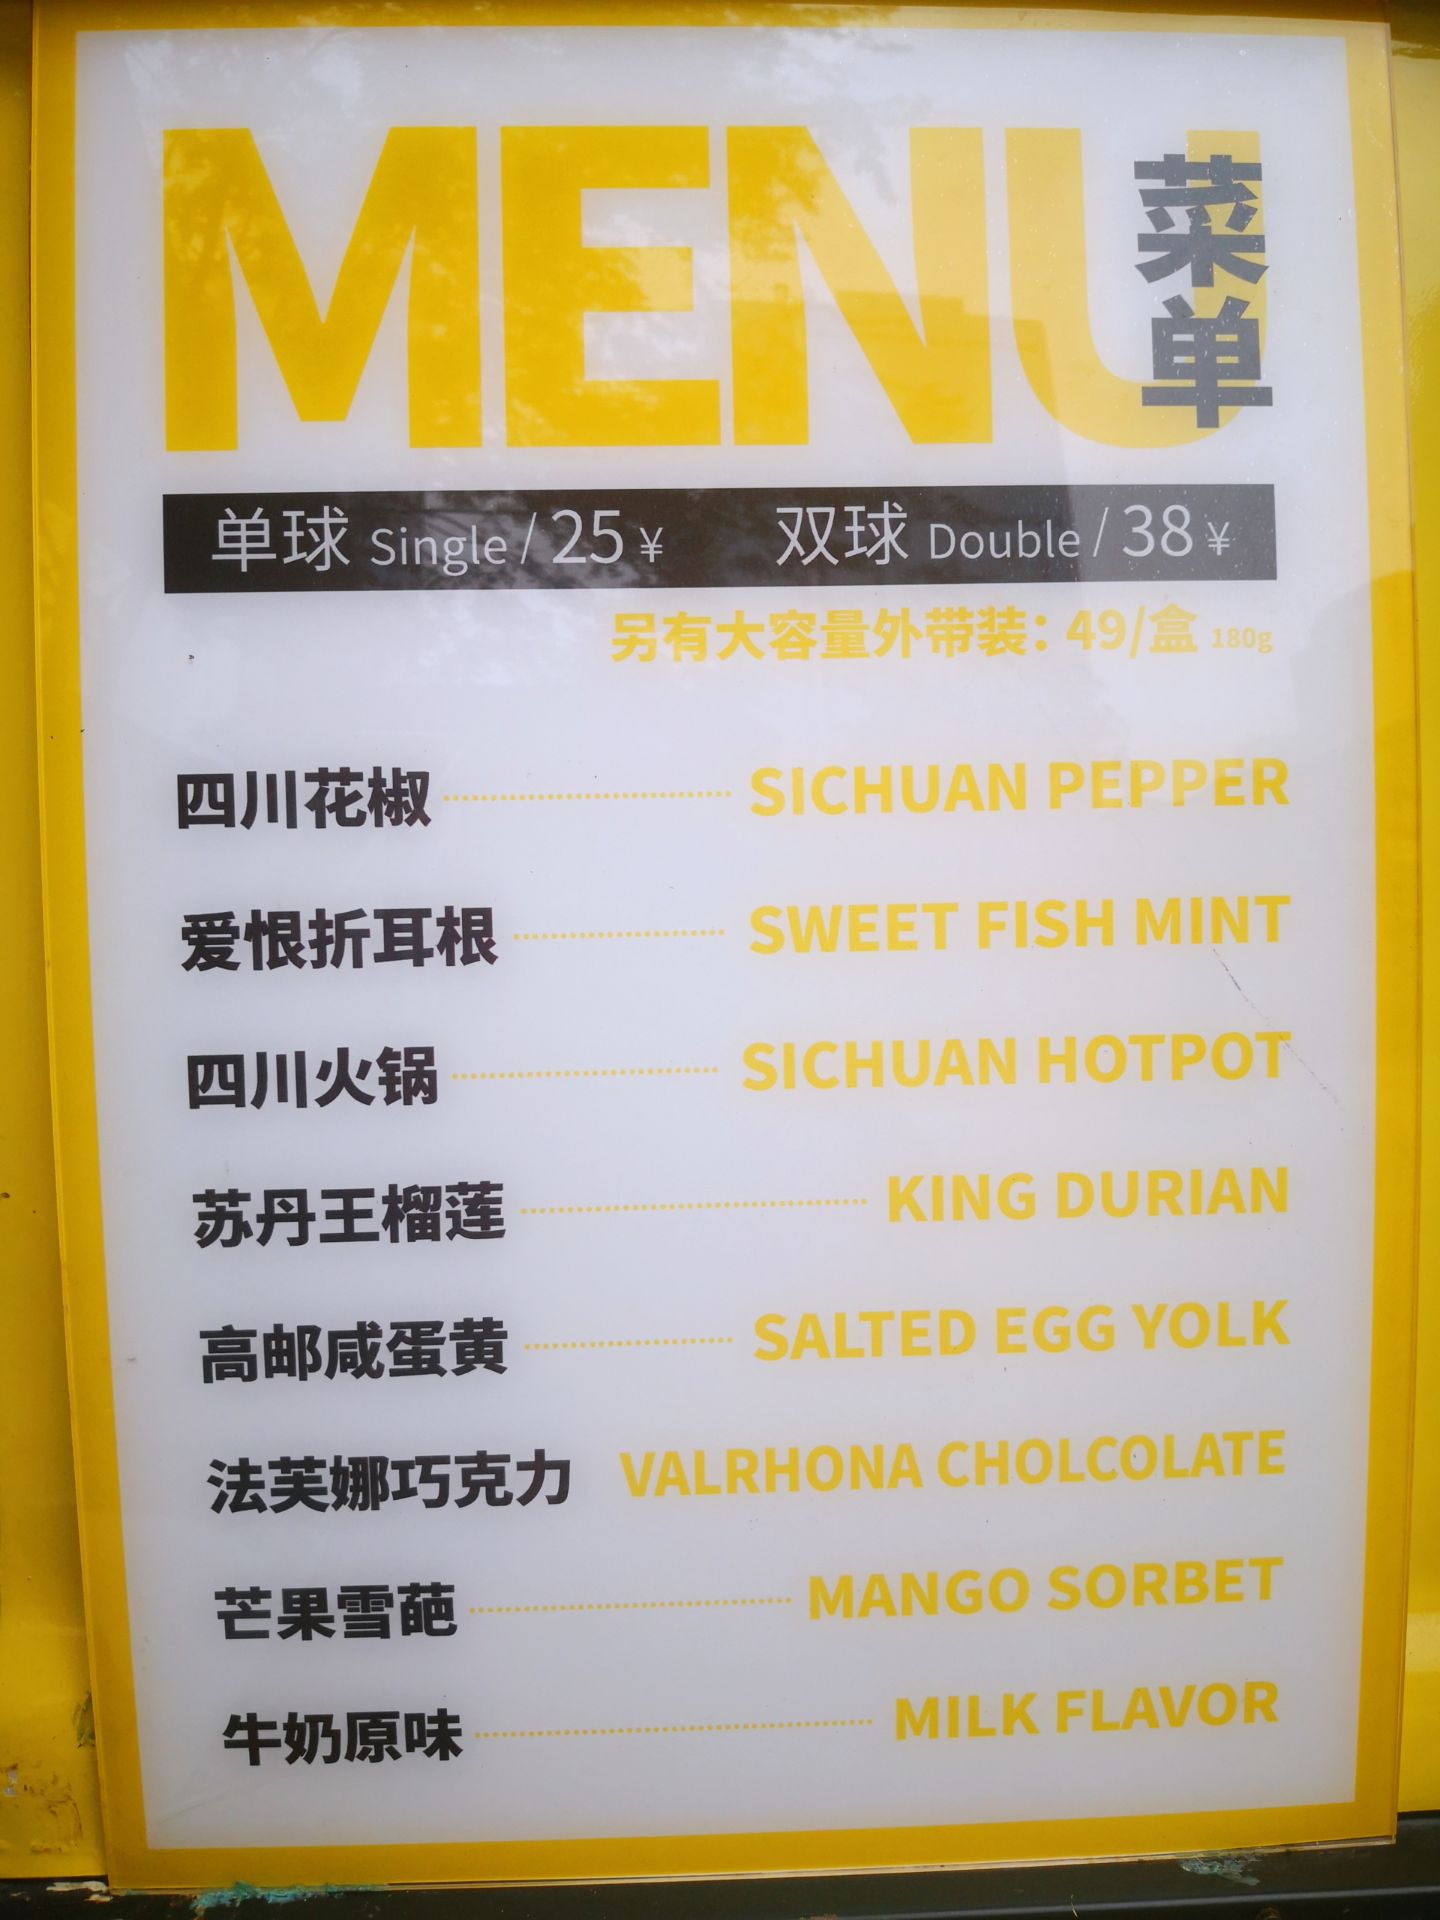 MENU
菜单
单球 Single / 25 ¥ 双球 Double / 38 ¥
另有大容量外带装：49/盒 180g
四川花椒 SICHUAN PEPPER
爱恨折耳根 SWEET FISH MINT
四川火锅 SICHUAN HOTPOT
苏丹王榴莲 KING DURIAN
高邮咸蛋黄 SALTED EGG YOLK
法芙娜巧克力 VALRHONA CHOLCOLATE
芒果雪葩 MANGO SORBET
牛奶原味 MILK FLAVOR